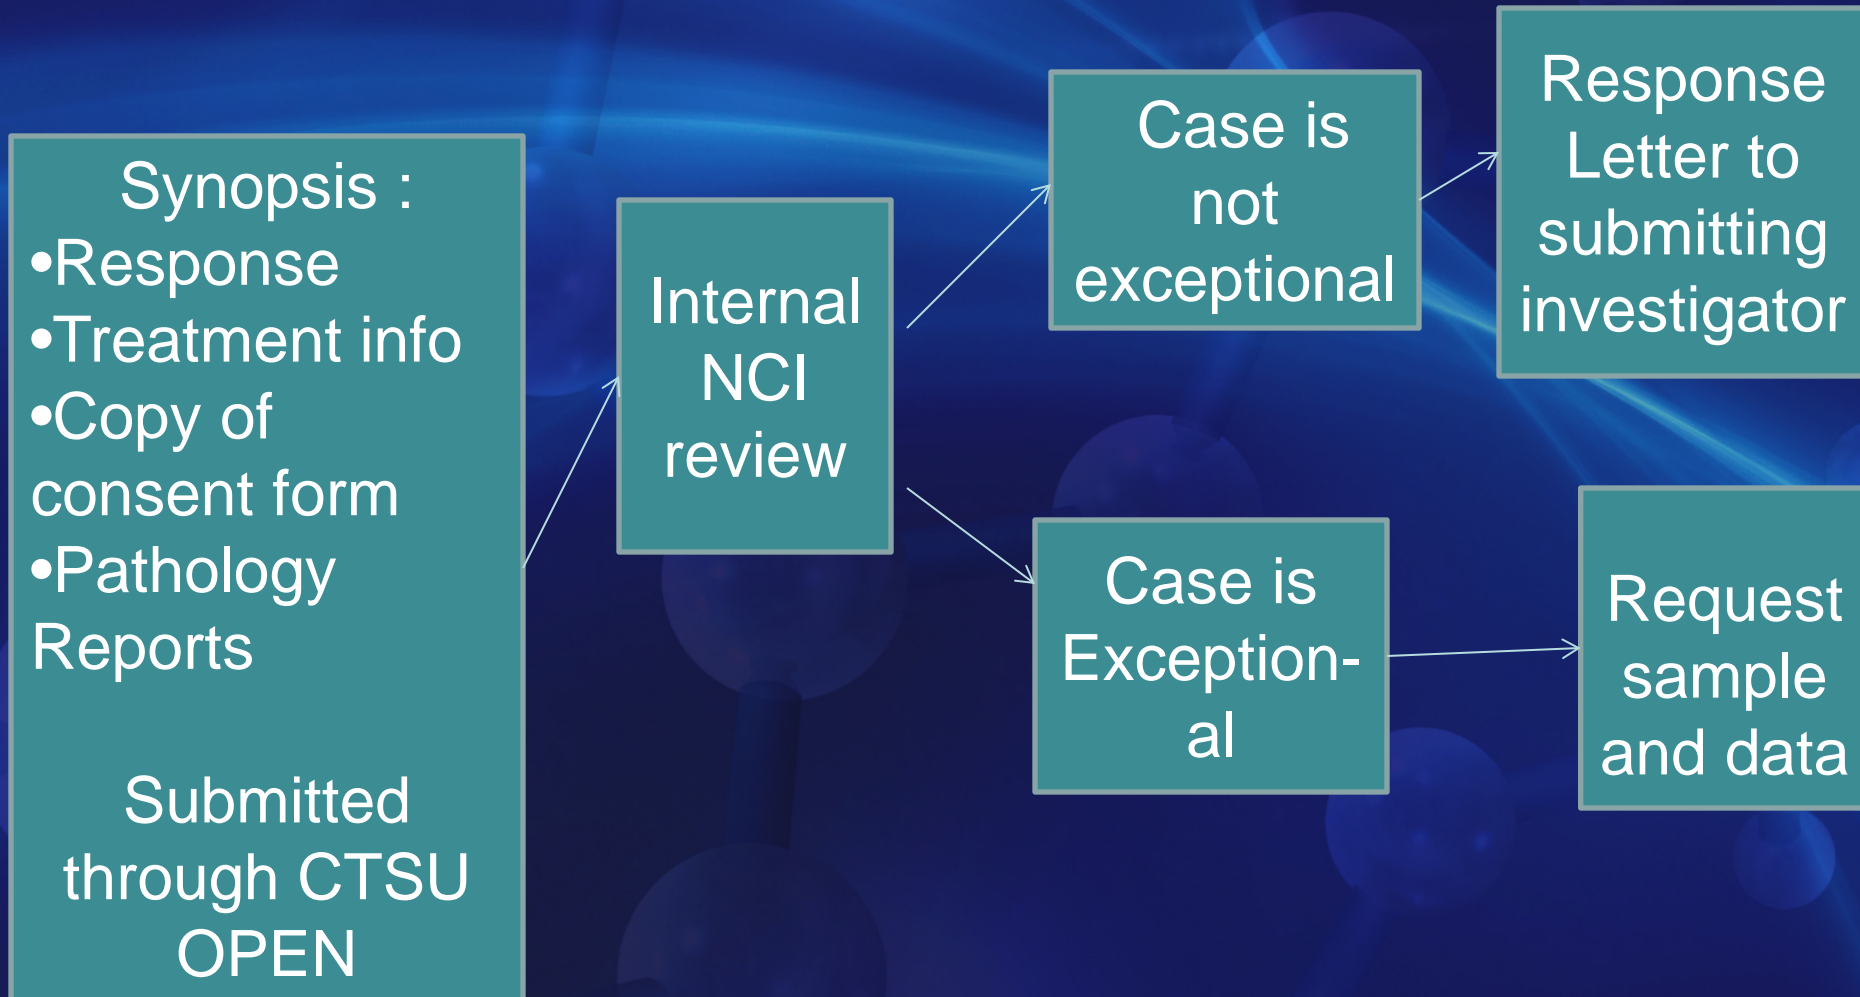 Synopsis :
•Response
•Treatment info
•Copy of
consent form
•Pathology
Reports
Submitted
through CTSU
OPEN
Internal
NCI
review
Case is
not
exceptional
Response
Letter to
submitting
investigator
Case is
Exception-
al
Request
sample
and data